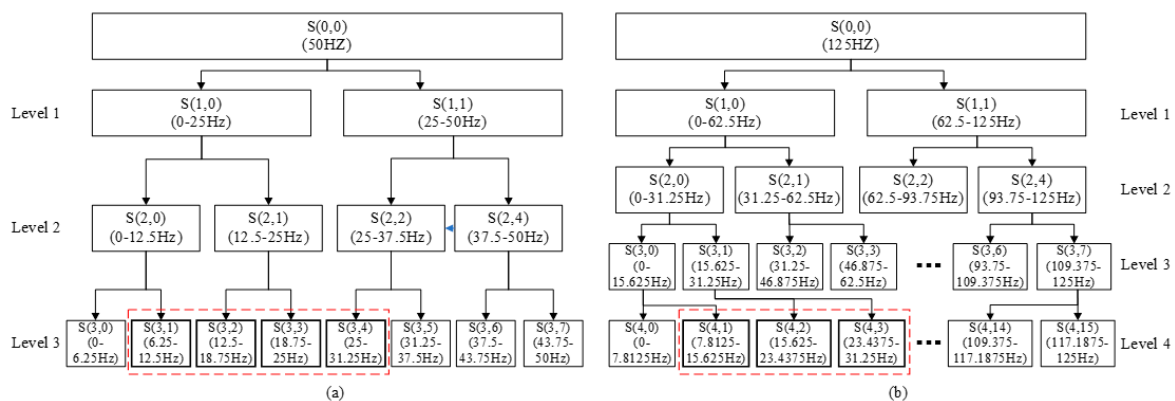 S(0,0)
(50HZ)
Level 1
S(1,0)
(0-25Hz)
S(1,1)
(25-50Hz)
Level 2
S(2,0)
(0-12.5Hz)
S(2,1)
(12.5-25Hz)
S(2,2)
(25-37.5Hz)
S(2,4)
(37.5-50Hz)
Level 3
S(3,0)
(0-
6.25Hz)
S(3,1)
(6.25-
12.5Hz)
S(3,2)
(12.5-
18.75Hz)
S(3,3)
(18.75-
25Hz)
S(3,4)
(25-
31.25Hz)
S(3,5)
(31.25-
37.5Hz)
S(3,6)
(37.5-
43.75Hz)
S(3,7)
(43.75-
50Hz)
(a)
S(0,0)
(125HZ)
S(1,0)
(0-62.5Hz)
S(1,1)
(62.5-125Hz)
Level 1
S(2,0)
(0-31.25Hz)
S(2,1)
(31.25-62.5Hz)
S(2,2)
(62.5-93.75Hz)
S(2,4)
(93.75-125Hz)
Level 2
S(3,0)
(0-
15.625Hz)
S(3,1)
(15.625-
31.25Hz)
S(3,2)
(31.25-
46.875Hz)
S(3,3)
(46.875-
62.5Hz)
S(3,6)
(93.75-
109.375Hz)
S(3,7)
(109.375-
125Hz)
Level 3
S(4,0)
(0-
7.8125Hz)
S(4,1)
(7.8125-
15.625Hz)
S(4,2)
(15.625-
23.4375Hz)
S(4,3)
(23.4375-
31.25Hz)
S(4,14)
(109.375-
117.1875Hz)
S(4,15)
(117.1875-
125Hz)
Level 4
(b)